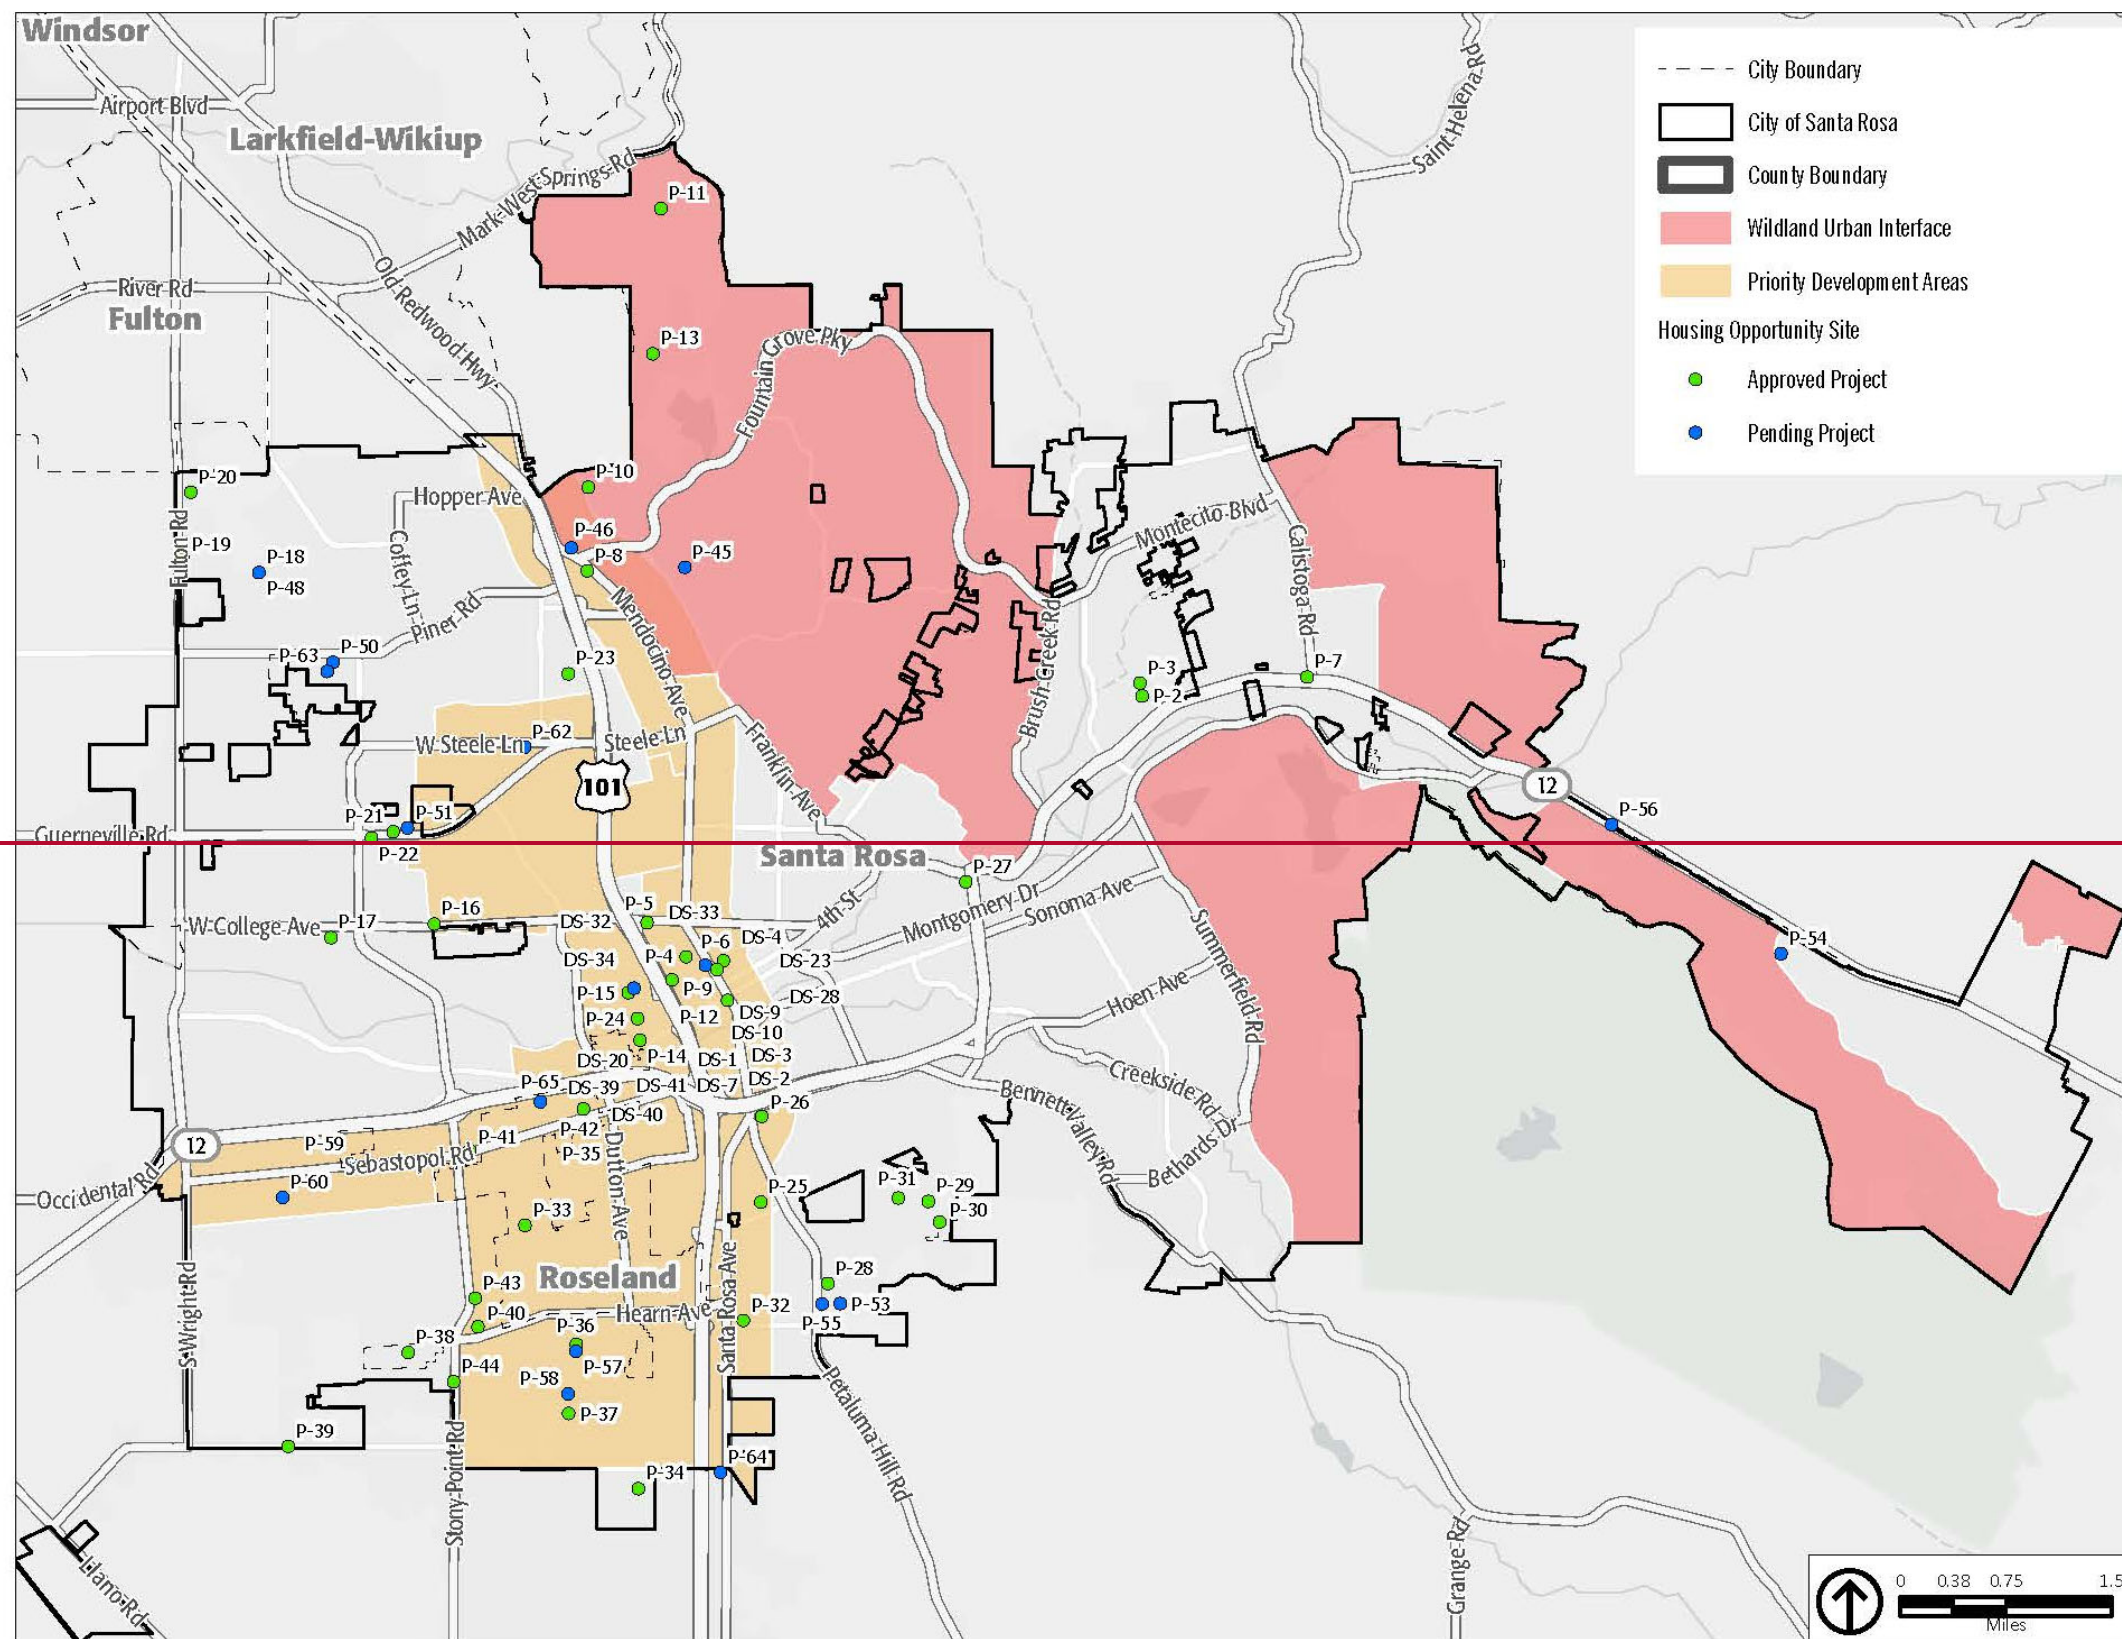 Windsor
Airport Blvd
Larkfield-Wikiup
Mark West Springs Rd
Saint Helena Rd
River Rd
Fulton
Old Redwood Hwy
City Boundary
City of Santa Rosa
County Boundary
Wildland Urban Interface
Priority Development Areas
Housing Opportunity Site
Approved Project
Pending Project
P-11
P-13
Fountain Grove Pky
P-10
P-20
Hopper Ave
Fulton Rd
P-19
P-18
P-48
Coffey Ln
Piner Rd
P-46
P-8
P-45
Montecito Blvd
Calistoga Rd
Mendocino Ave
P-63
P-50
P-23
P-3
P-2
P-7
Brush Creek Rd
W Steele Ln
P-62
Steele Ln
Franklin Ave
101
12
P-21
P-51
P-56
Guerneville Rd
P-22
Santa Rosa
P-27
W College Ave
P-17
P-16
P-5
DS-32
DS-33
4th St
Montgomery Dr
Sonoma Ave
Summerfield Rd
P-54
DS-34
P-4
P-6
DS-4
DS-23
P-15
P-9
DS-28
Hoen Ave
P-24
P-12
DS-9
DS-10
DS-20
P-14
DS-1
DS-3
P-65
DS-39
DS-41
DS-7
DS-2
Creekside Rd
Bennett Valley Rd
P-26
DS-40
12
P-59
P-41
P-42
P-35
Dutton Ave
Sebastopol Rd
Bethards Dr
Occidental Rd
P-60
P-25
P-31
P-29
P-30
P-33
S Wright Rd
Roseland
P-43
P-28
Hearn Ave
Santa Rosa Ave
P-40
P-36
P-32
P-53
P-55
P-38
P-44
P-57
P-58
P-37
Petaluma Hill Rd
P-39
Stony Point Rd
P-34
P-64
Llano Rd
Grange Rd
0 0.38 0.75 1.5
Miles